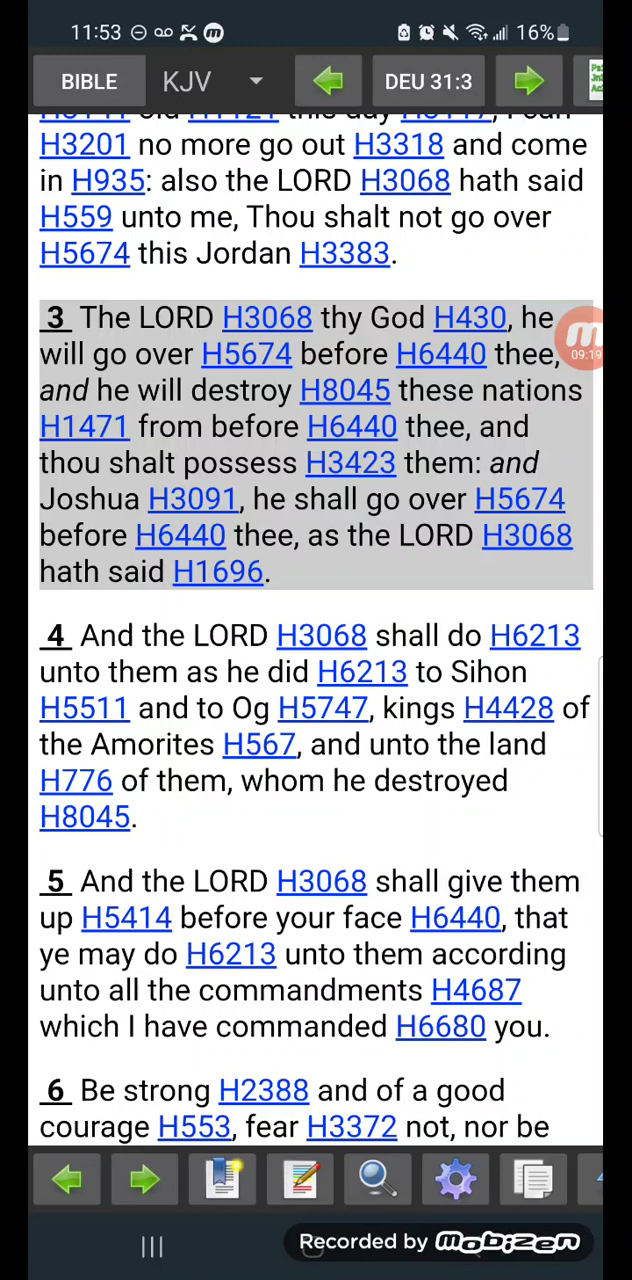 11:53 16%
BIBLE KJV DEU 31:3
H3201 no more go out H3318 and come
in H935: also the LORD H3068 hath said
H559 unto me, Thou shalt not go over
H5674 this Jordan H3383.
3 The LORD H3068 thy God H430, he
will go over H5674 before H6440 thee,
and he will destroy H8045 these nations
H1471 from before H6440 thee, and
thou shalt possess H3423 them: and
Joshua H3091, he shall go over H5674
before H6440 thee, as the LORD H3068
hath said H1696.
09:19
4 And the LORD H3068 shall do H6213
unto them as he did H6213 to Sihon
H5511 and to Og H5747, kings H4428 of
the Amorites H567, and unto the land
H776 of them, whom he destroyed
H8045.
5 And the LORD H3068 shall give them
up H5414 before your face H6440, that
ye may do H6213 unto them according
unto all the commandments H4687
which I have commanded H6680 you.
6 Be strong H2388 and of a good
courage H553, fear H3372 not, nor be
Recorded by mobizen